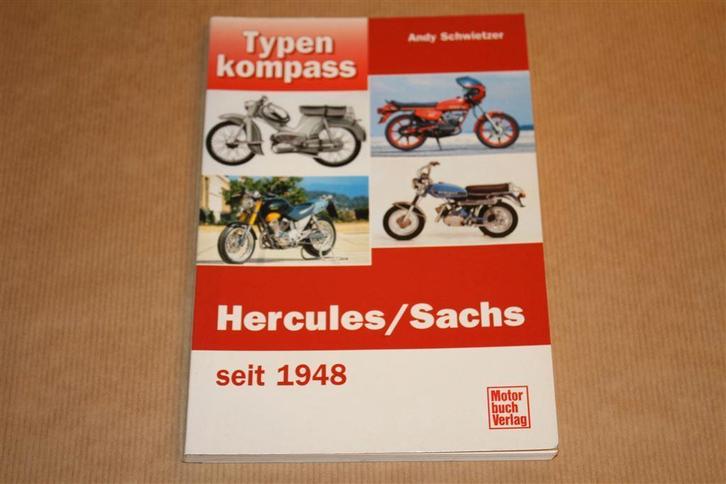 Typen
kompass
Andy Schwietzer
Hercules/Sachs
seit 1948
Motor
buch
Verlag